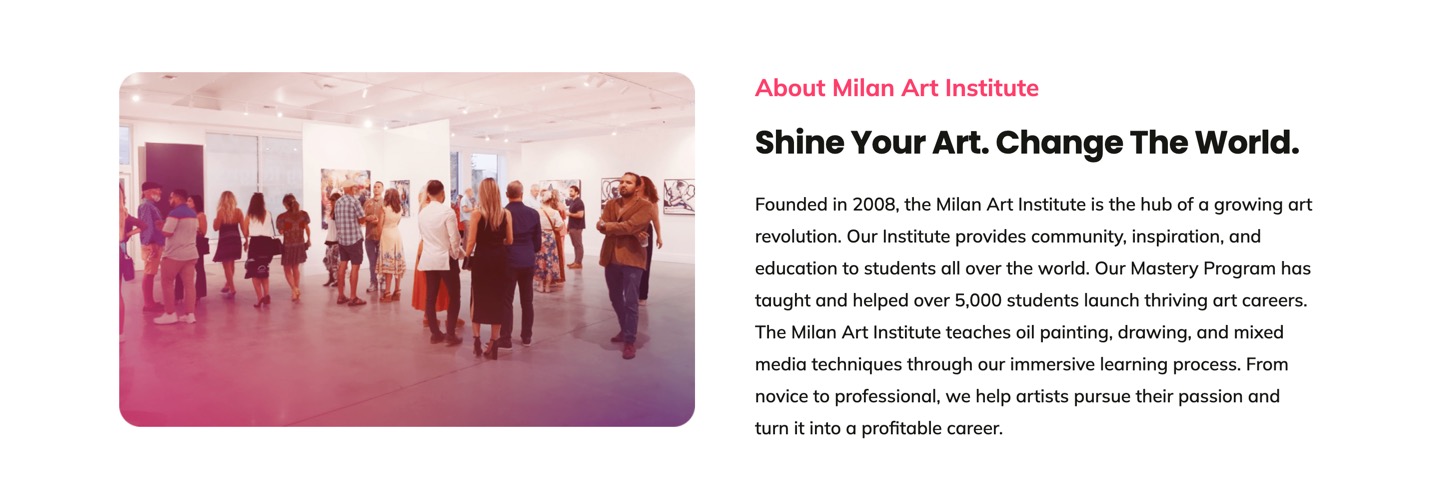 About Milan Art Institute
Shine Your Art. Change The World.
Founded in 2008, the Milan Art Institute is the hub of a growing art
revolution. Our Institute provides community, inspiration, and
education to students all over the world. Our Mastery Program has
taught and helped over 5,000 students launch thriving art careers.
The Milan Art Institute teaches oil painting, drawing, and mixed
media techniques through our immersive learning process. From
novice to professional, we help artists pursue their passion and
turn it into a profitable career.